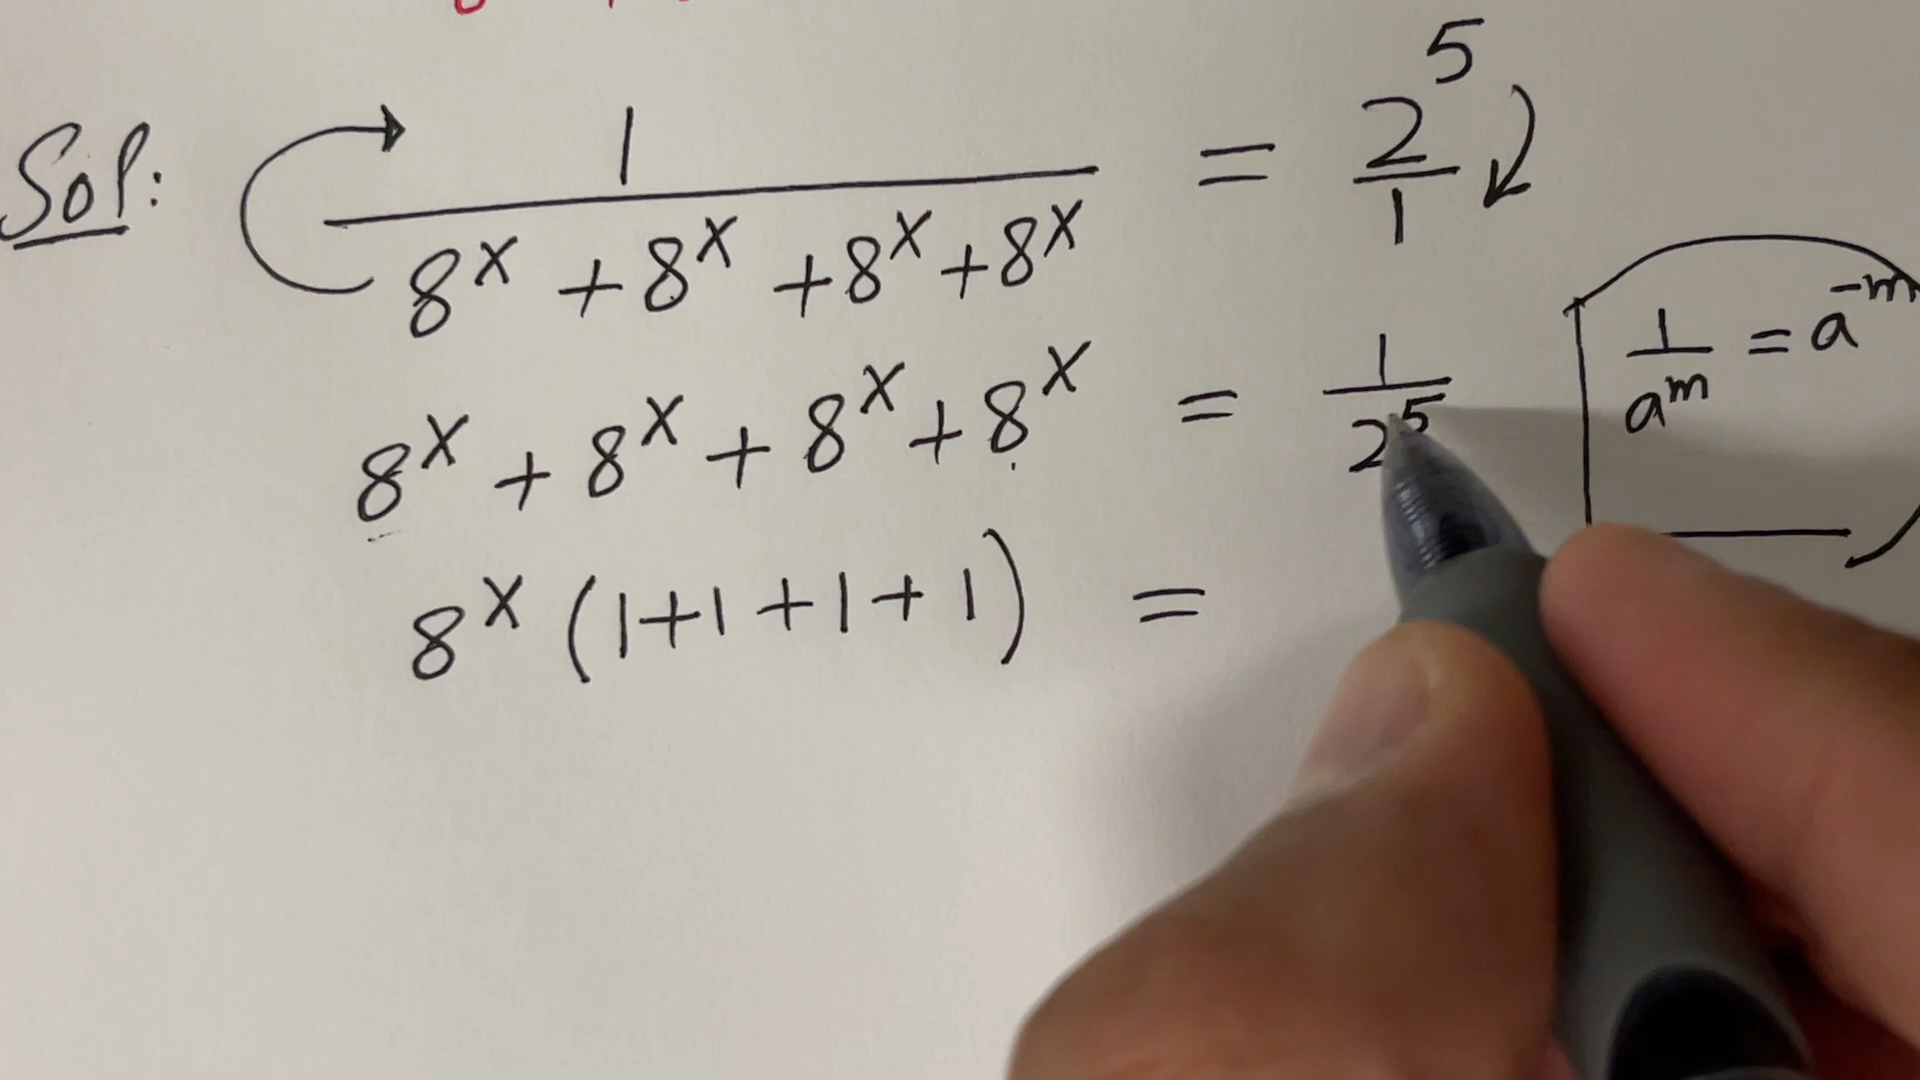 Sol: 1 / (8^x + 8^x + 8^x + 8^x) = 2^5 / 1
8^x + 8^x + 8^x + 8^x = 1 / 2^5
1 / a^m = a^-m
8^x (1+1+1+1) =